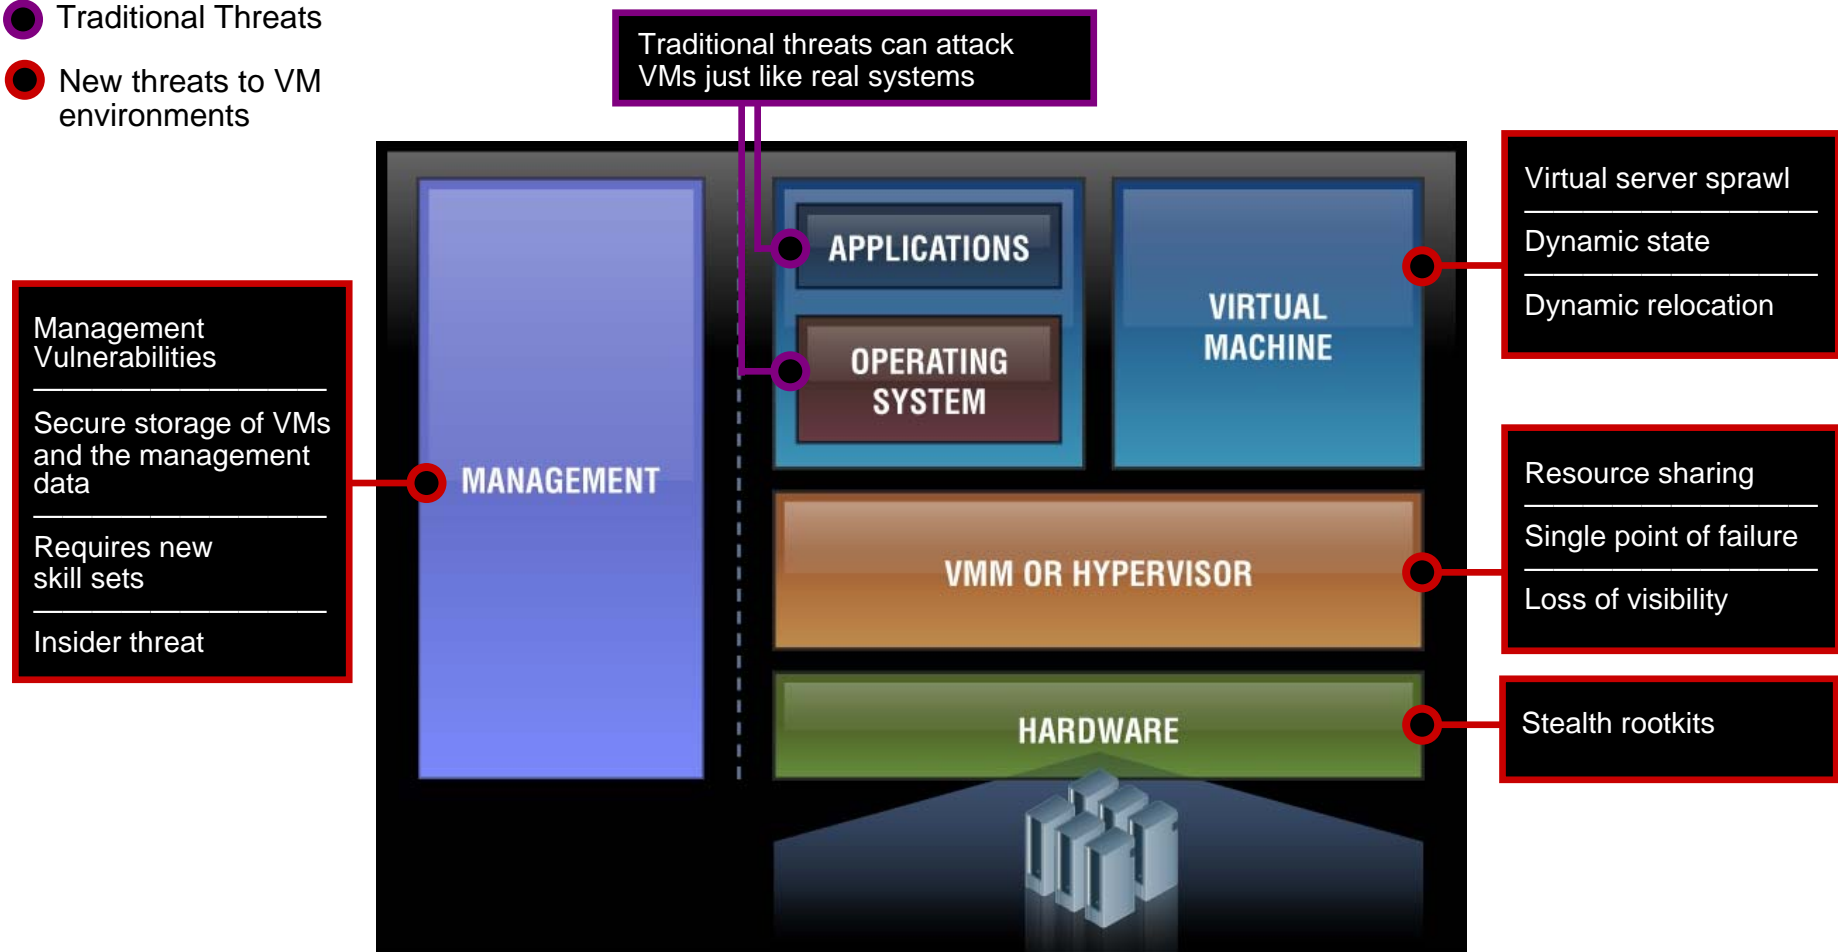 Traditional Threats
New threats to VM
environments
Traditional threats can attack
VMs just like real systems
Management
Vulnerabilities
Secure storage of VMs
and the management
data
Requires new
skill sets
Insider threat
MANAGEMENT
APPLICATIONS
OPERATING
SYSTEM
VIRTUAL
MACHINE
VMM OR HYPERVISOR
HARDWARE
Virtual server sprawl
Dynamic state
Dynamic relocation
Resource sharing
Single point of failure
Loss of visibility
Stealth rootkits